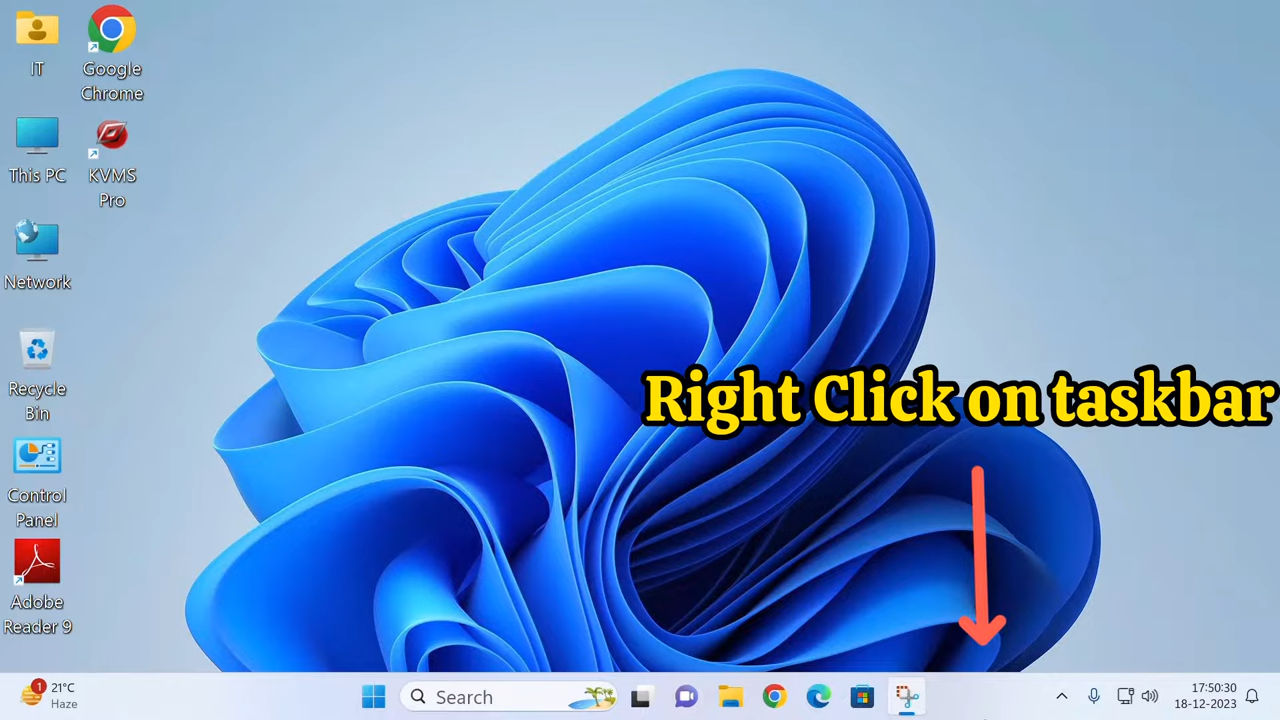 IT
Google
Chrome
This PC
KVMS
Pro
Network
Recycle
Bin
Control
Panel
Adobe
Reader 9
Right Click on taskbar
1
21°C
Haze
Search
17:50:30
18-12-2023